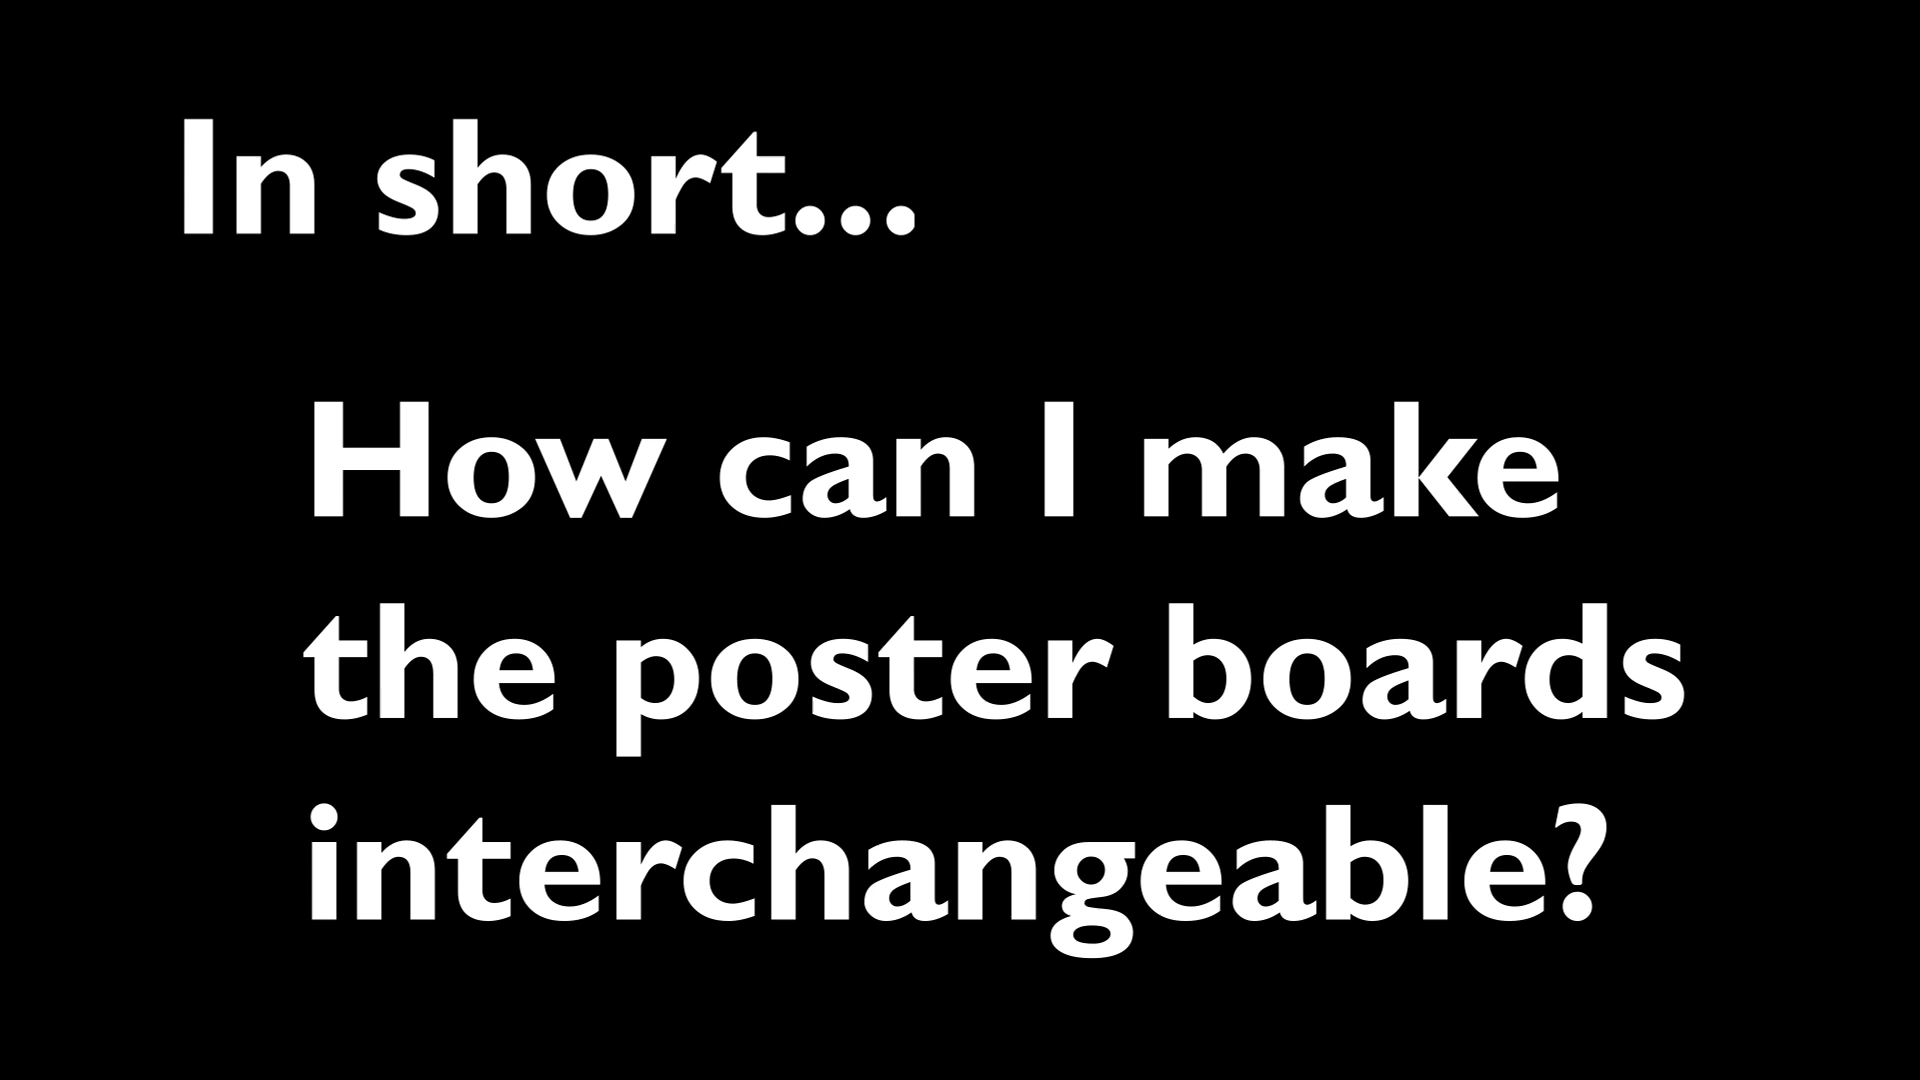 In short...
How can I make
the poster boards
interchangeable?